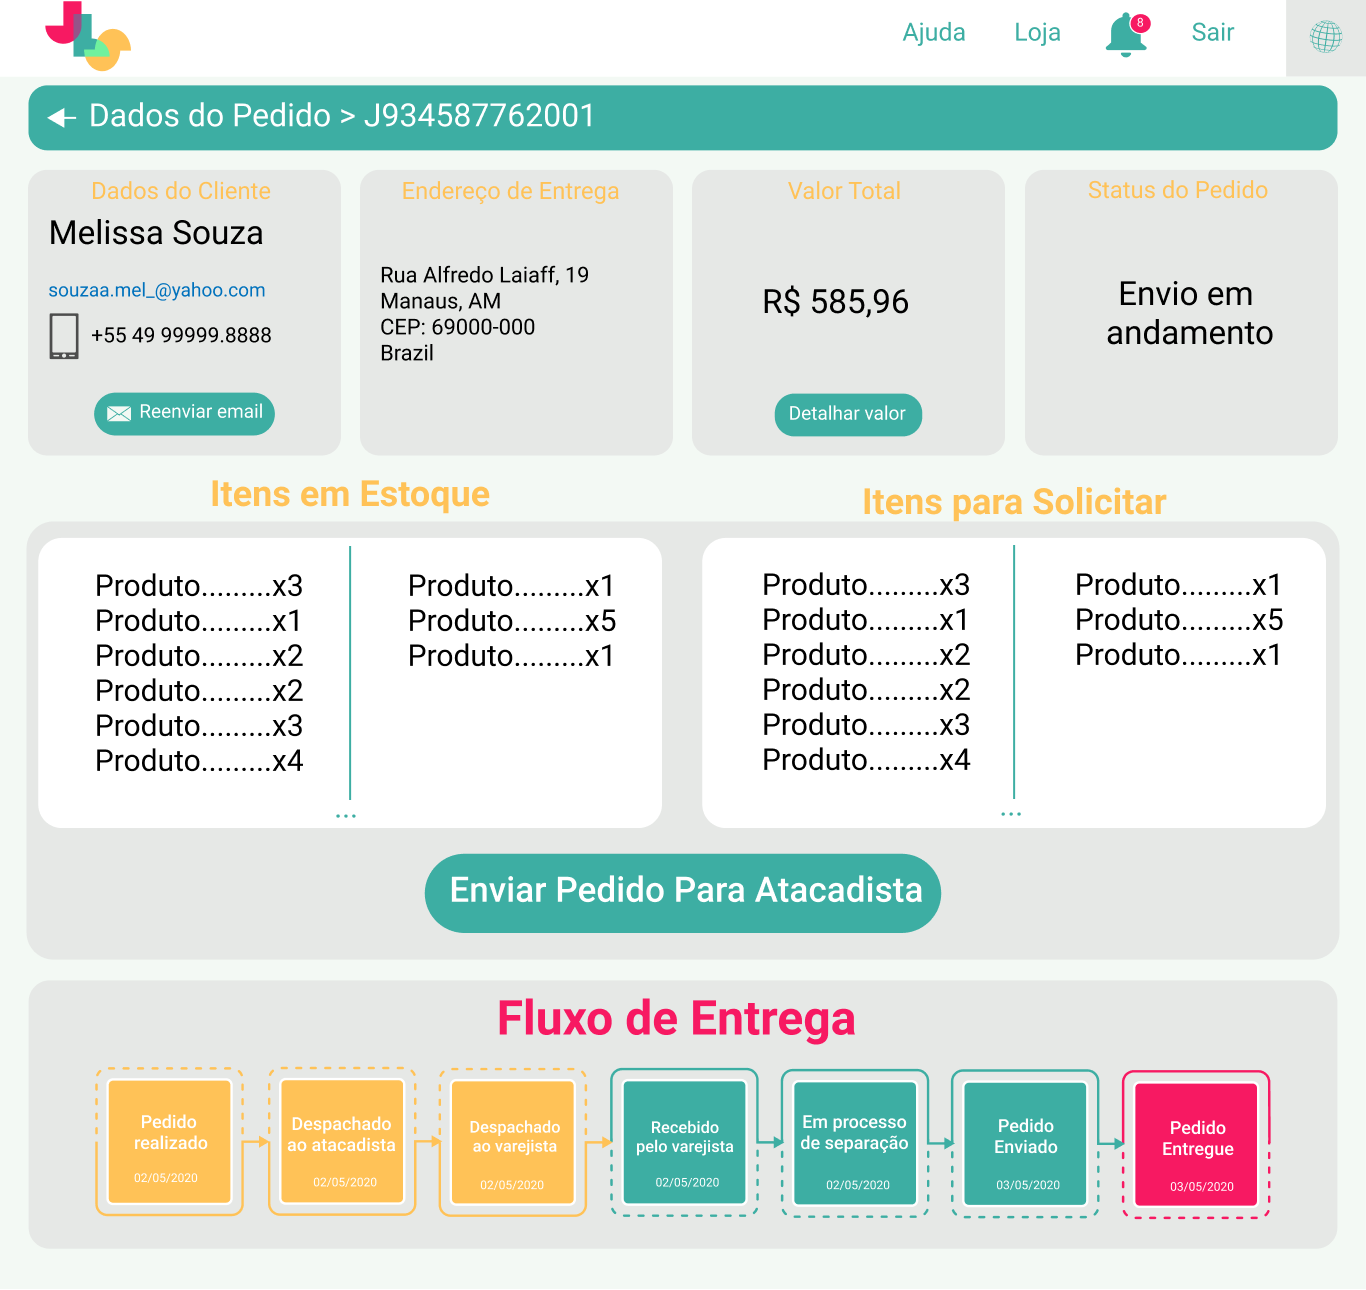 Ajuda
Loja
8
Sair
Dados do Pedido > J934587762001
Dados do Cliente
Melissa Souza
souzaa.mel_@yahoo.com
+55 49 99999.8888
Reenviar email
Endereço de Entrega
Rua Alfredo Laiaff, 19
Manaus, AM
CEP: 69000-000
Brazil
Valor Total
R$ 585,96
Detalhar valor
Status do Pedido
Envio em
andamento
Itens em Estoque
Produto.........x3
Produto.........x1
Produto.........x2
Produto.........x2
Produto.........x3
Produto.........x4
Produto.........x1
Produto.........x5
Produto.........x1
...
Itens para Solicitar
Produto.........x3
Produto.........x1
Produto.........x2
Produto.........x2
Produto.........x3
Produto.........x4
Produto.........x1
Produto.........x5
Produto.........x1
...
Enviar Pedido Para Atacadista
Fluxo de Entrega
Pedido
realizado
02/05/2020
Despachado
ao atacadista
02/05/2020
Despachado
ao varejista
02/05/2020
Recebido
pelo varejista
02/05/2020
Em processo
de separação
02/05/2020
Pedido
Enviado
03/05/2020
Pedido
Entregue
03/05/2020